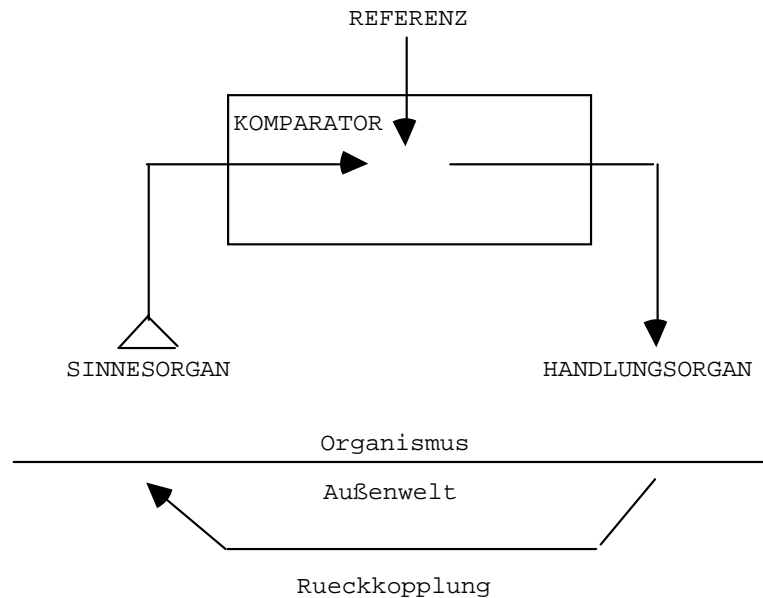 REFERENZ
KOMPARATOR
SINNESORGAN
HANDLUNGSORGAN
Organismus
Außenwelt
Rueckkopplung